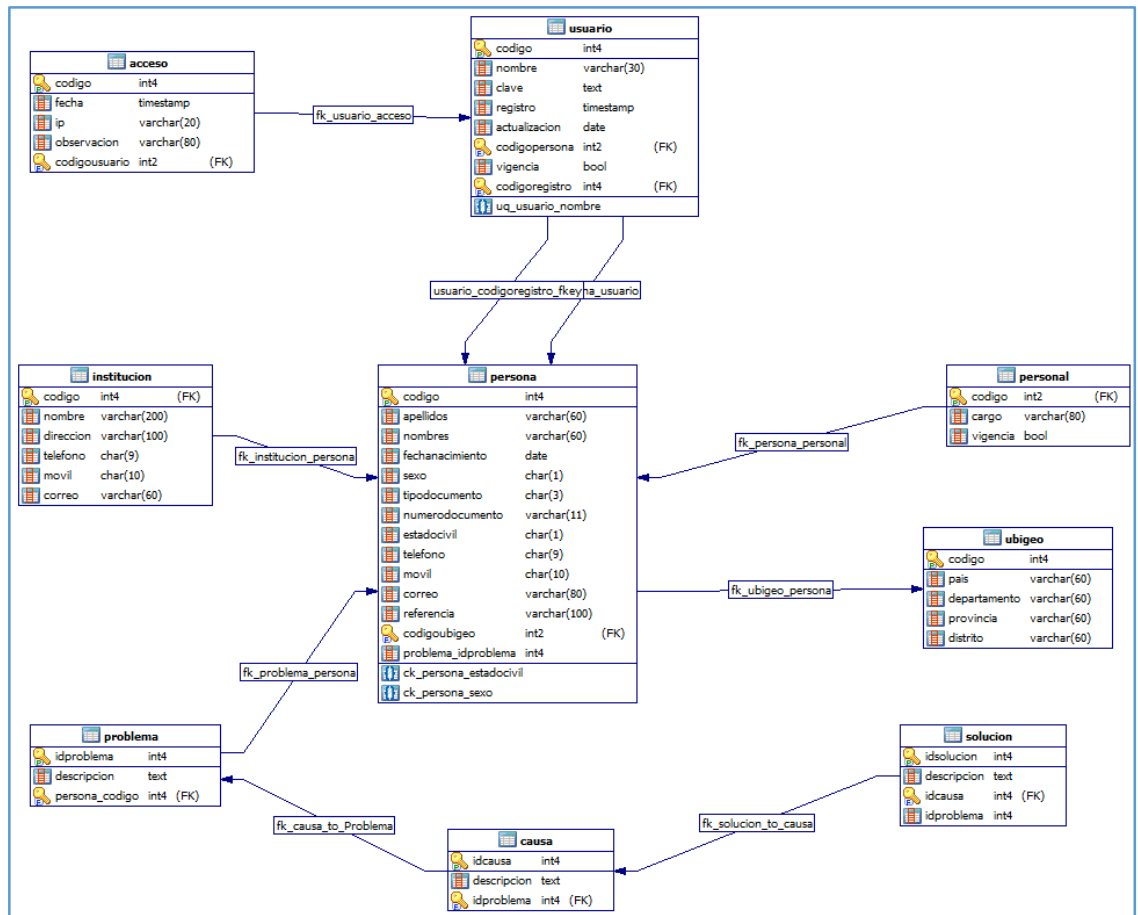 usuario
codigo int4
nombre varchar(30)
clave text
registro timestamp
actualizacion date
codigopersona int2 (FK)
vigencia bool
codigoregistro int4 (FK)
uq_usuario_nombre
acceso
codigo int4
fecha timestamp
ip varchar(20)
observacion varchar(80)
codigousuario int2 (FK)
fk_usuario_acceso
usuario_codigoregistro_fkey
na_usuario
institucion
codigo int4 (FK)
nombre varchar(200)
direccion varchar(100)
telefono char(9)
movil char(10)
correo varchar(60)
fk_institucion_persona
persona
codigo int4
apellidos varchar(60)
nombres varchar(60)
fechanacimiento date
sexo char(1)
tipodocumento char(3)
numerodocumento varchar(11)
estadocivil char(1)
telefono char(9)
movil char(10)
correo varchar(80)
referencia varchar(100)
codigoubigeo int2 (FK)
problema_idproblema int4
ck_persona_estadocivil
ck_persona_sexo
personal
codigo int2 (FK)
cargo varchar(80)
vigencia bool
fk_persona_personal
ubigeo
codigo int4
pais varchar(60)
departamento varchar(60)
provincia varchar(60)
distrito varchar(60)
fk_ubigeo_persona
fk_problema_persona
problema
idproblema int4
descripcion text
persona_codigo int4 (FK)
fk_causa_to_Problema
causa
idcausa int4
descripcion text
idproblema int4 (FK)
fk_solucion_to_causa
solucion
idsolucion int4
descripcion text
idcausa int4 (FK)
idproblema int4